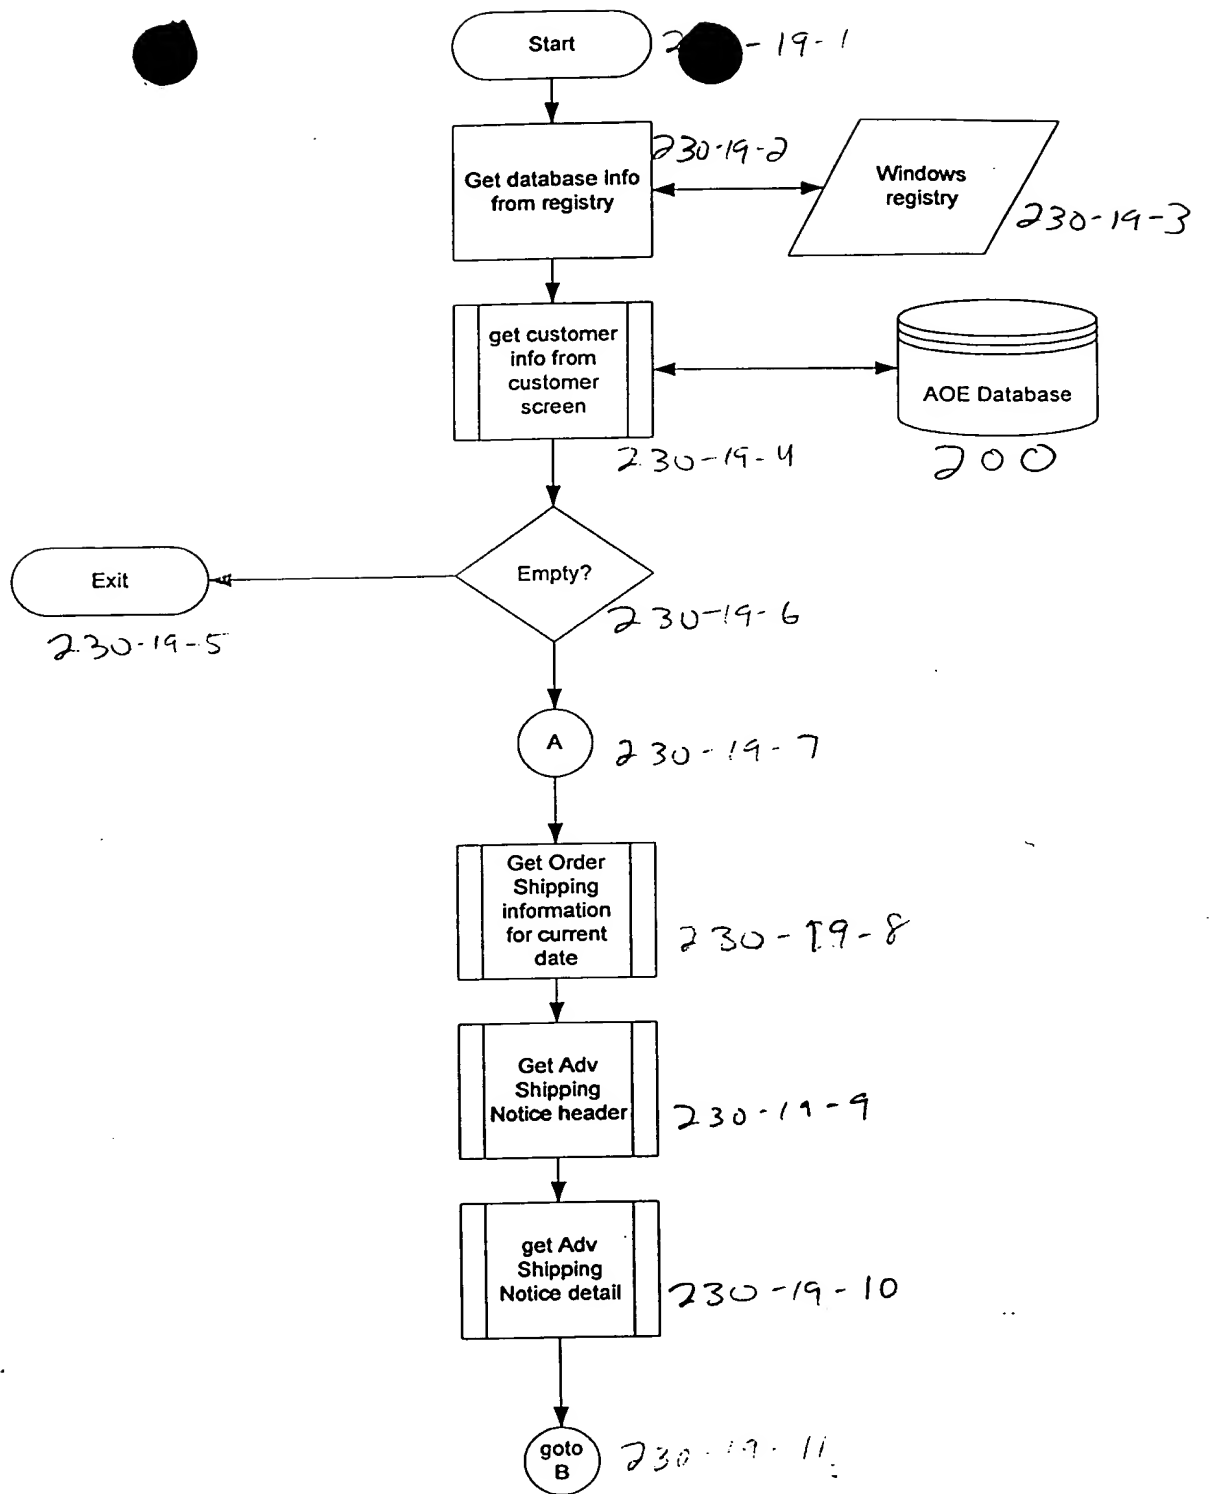 Start
2 - 19 - 1
Get database info
from registry
230-19-2
Windows
registry
230-19-3
get customer
info from
customer
screen
AOE Database
230-19-4
200
Empty?
Exit
230-19-6
230-19-5
A
230-19-7
Get Order
Shipping
information
for current
date
230-19-8
Get Adv
Shipping
Notice header
230-19-9
get Adv
Shipping
Notice detail
230-19-10
goto
B
230-19-11